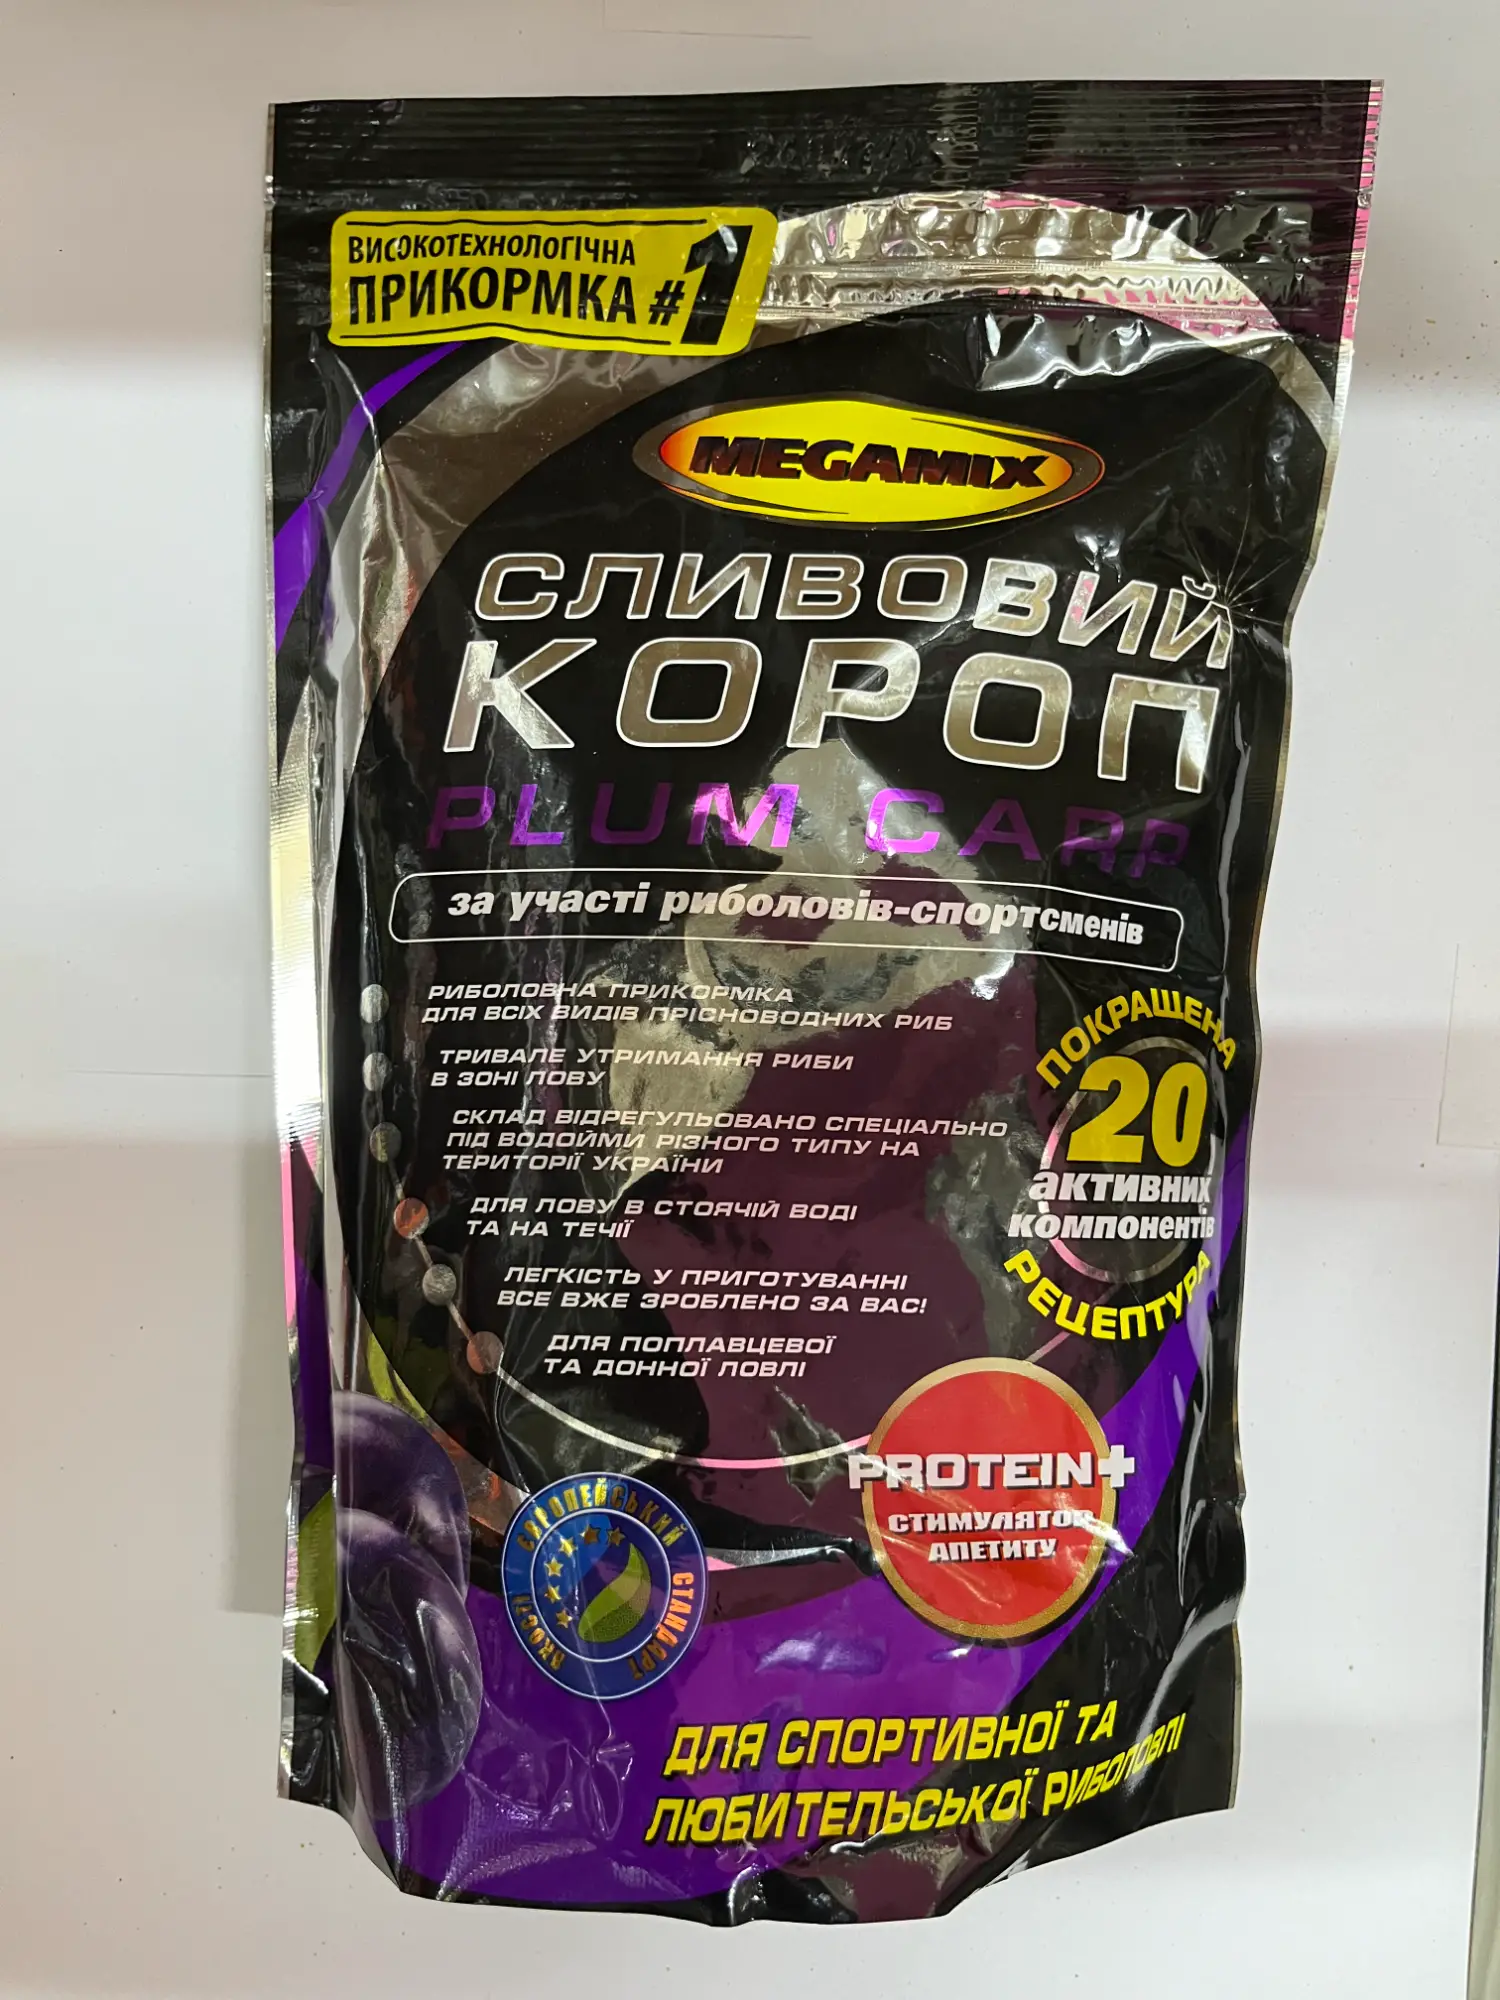 ВИСОКОТЕХНОЛОГІЧНА
ПРИКОРМКА #1
MEGAMIX
СЛИВОВИЙ
КОРОП
PLUM CARP
за участі риболовів-спортсменів
РИБОЛОВНА ПРИКОРМКА
ДЛЯ ВСІХ ВИДІВ ПРІСНОВОДНИХ РИБ
ТРИВАЛЕ УТРИМАННЯ РИБИ
В ЗОНІ ЛОВУ
СКЛАД ВІДРЕГУЛЬОВАНО СПЕЦІАЛЬНО
ПІД ВОДОЙМИ РІЗНОГО ТИПУ НА
ТЕРИТОРІЇ УКРАЇНИ
ДЛЯ ЛОВУ В СТОЯЧІЙ ВОДІ
ТА НА ТЕЧІЇ
ЛЕГКІСТЬ У ПРИГОТУВАННІ
ВСЕ ВЖЕ ЗРОБЛЕНО ЗА ВАС!
ДЛЯ ПОПЛАВЦЕВОЇ
ТА ДОННОЇ ЛОВЛІ
ПОКРАЩЕНА
20
активних
компонентів
РЕЦЕПТУРА
PROTEIN+
СТИМУЛЯТОР
АПЕТИТУ
ЄВРОПЕЙСЬКИЙ СТАНДАРТ ЯКОСТІ
ДЛЯ СПОРТИВНОЇ ТА
ЛЮБИТЕЛЬСЬКОЇ РИБОЛОВЛІ